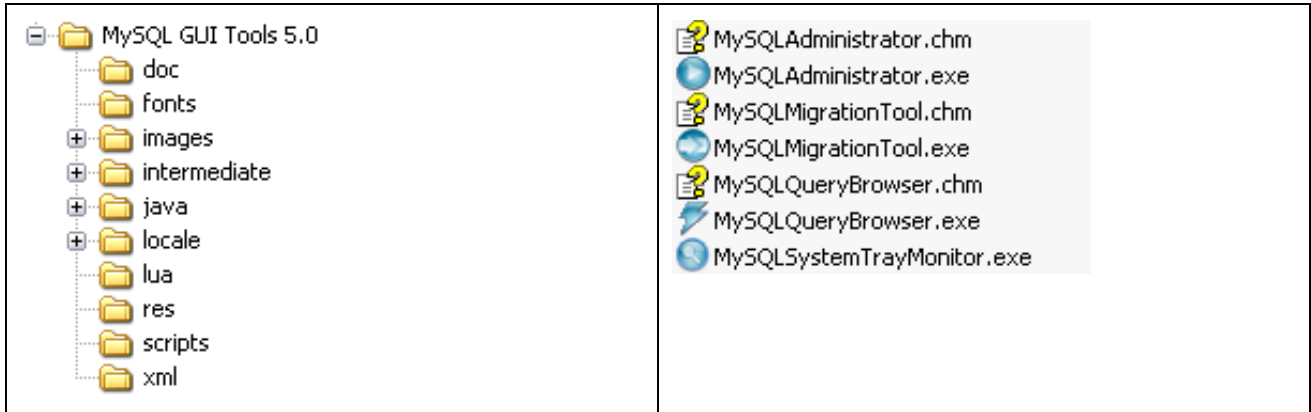 MySQL GUI Tools 5.0
doc
fonts
images
intermediate
java
locale
lua
res
scripts
xml
MySQLAdministrator.chm
MySQLAdministrator.exe
MySQLMigrationTool.chm
MySQLMigrationTool.exe
MySQLQueryBrowser.chm
MySQLQueryBrowser.exe
MySQLSystemTrayMonitor.exe